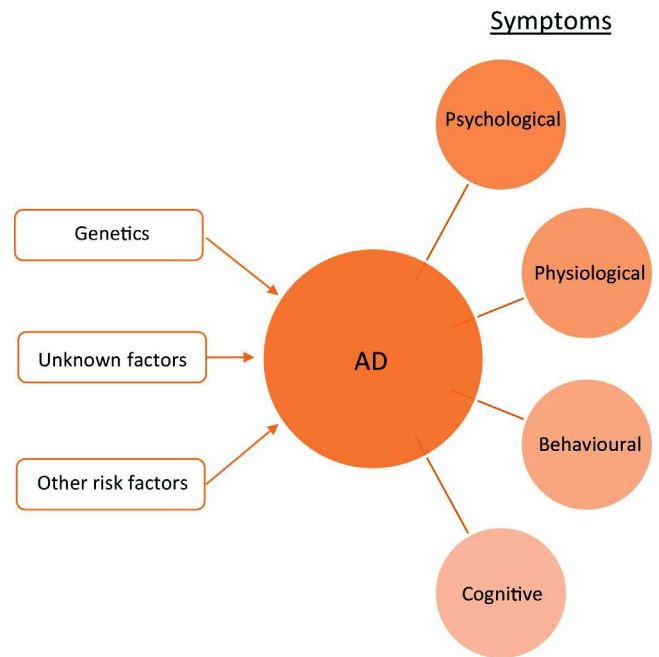 Symptoms
Psychological
Genetics
Physiological
Unknown factors
AD
Behavioural
Other risk factors
Cognitive